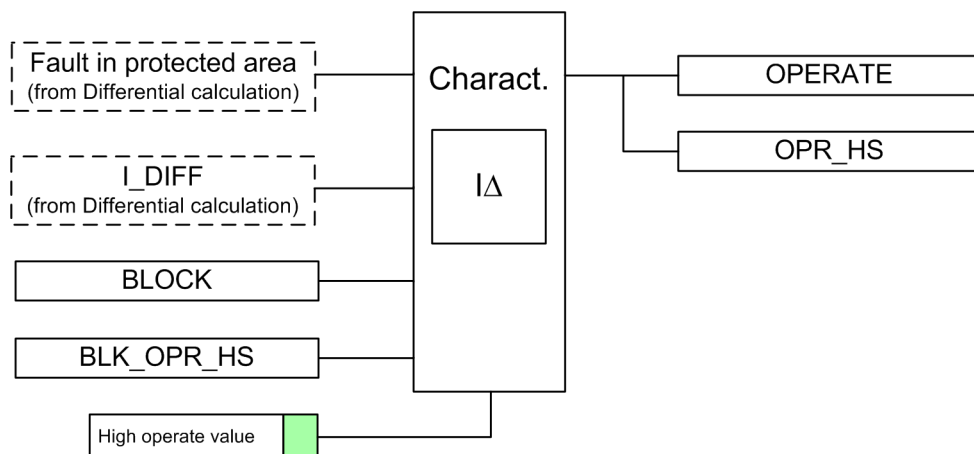 Fault in protected area
(from Differential calculation)
I_DIFF
(from Differential calculation)
BLOCK
BLK_OPR_HS
High operate value
Charact.
IΔ
OPERATE
OPR_HS